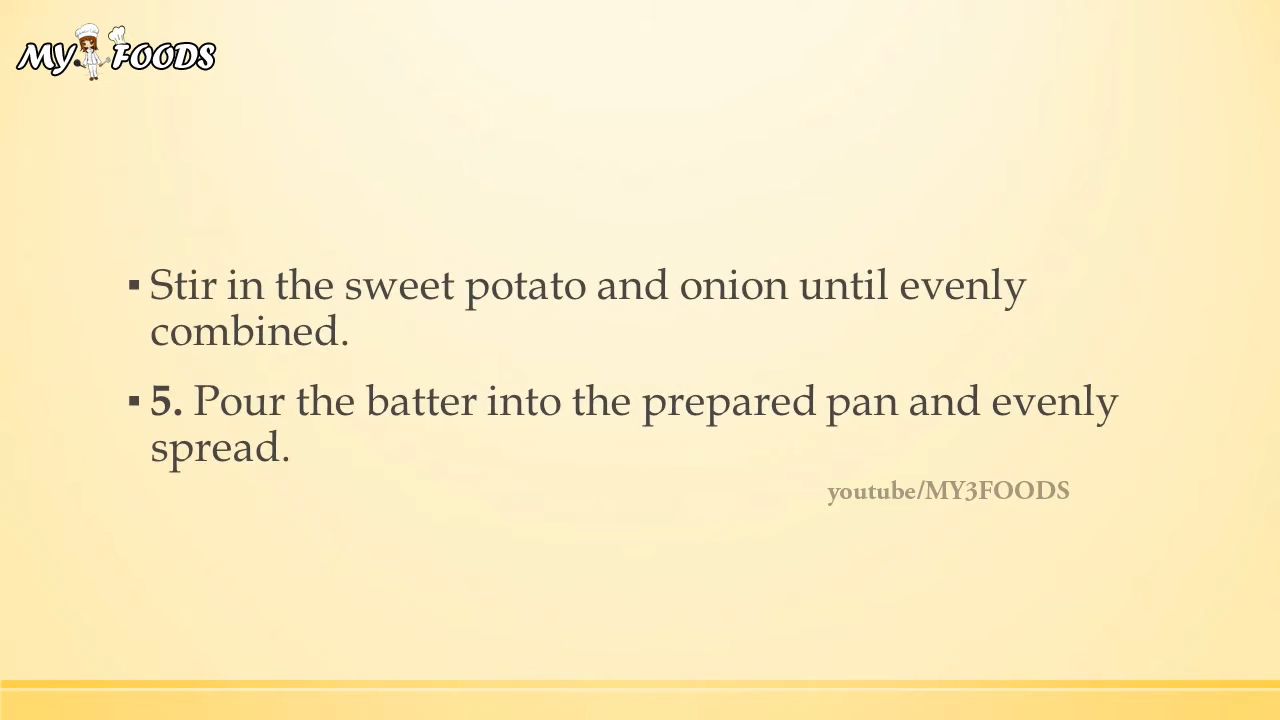 MY FOODS
▪ Stir in the sweet potato and onion until evenly
combined.
▪ 5. Pour the batter into the prepared pan and evenly
spread.
youtube/MY3FOODS